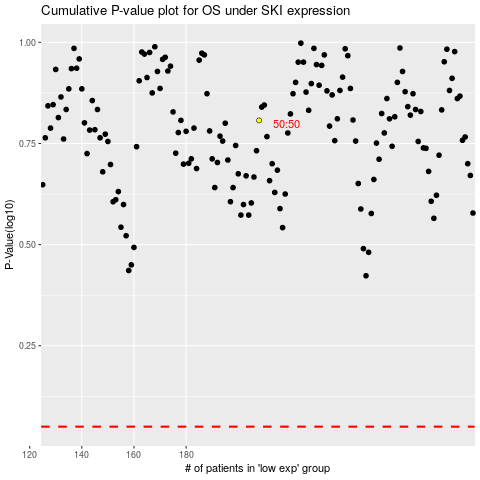 Cumulative P-value plot for OS under SKI expression
1.00
0.75
0.50
0.25
P-Value(log10)
50:50
120 140 160 180
# of patients in 'low exp' group